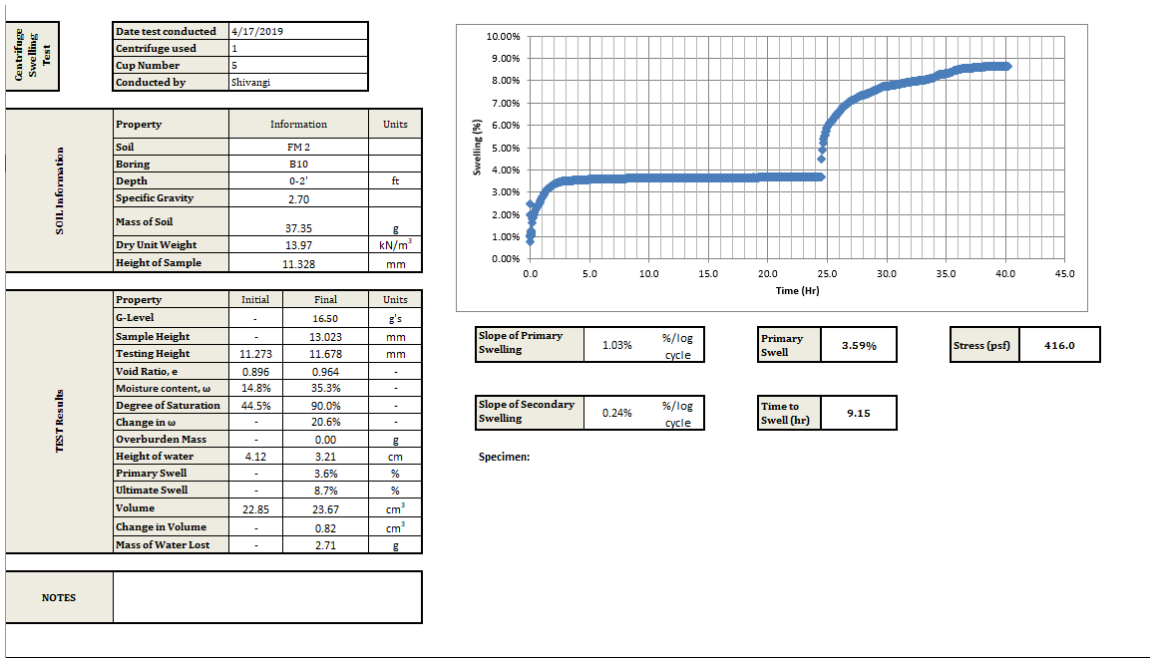 Centrifuge
Swelling
Test
Date test conducted 4/17/2019
Centrifuge used 1
Cup Number 5
Conducted by Shivangi
SOIL Information
Property Information Units
Soil FM 2
Boring B10
Depth 0-2' ft
Specific Gravity 2.70
Mass of Soil 37.35 g
Dry Unit Weight 13.97 kN/m³
Height of Sample 11.328 mm
TEST Results
Property Initial Final Units
G-Level - 16.50 g's
Sample Height - 13.023 mm
Testing Height 11.273 11.678 mm
Void Ratio, e 0.896 0.964 -
Moisture content, ω 14.8% 35.3% -
Degree of Saturation 44.5% 90.0% -
Change in ω - 20.6% -
Overburden Mass - 0.00 g
Height of water 4.12 3.21 cm
Primary Swell - 3.6% %
Ultimate Swell - 8.7% %
Volume 22.85 23.67 cm³
Change in Volume - 0.82 cm³
Mass of Water Lost - 2.71 g
NOTES
Swelling (%)
10.00%
9.00%
8.00%
7.00%
6.00%
5.00%
4.00%
3.00%
2.00%
1.00%
0.00%
0.0 5.0 10.0 15.0 20.0 25.0 30.0 35.0 40.0 45.0
Time (Hr)
Slope of Primary
Swelling
1.03%
%/log
cycle
Primary
Swell
3.59%
Stress (psf) 416.0
Slope of Secondary
Swelling
0.24%
%/log
cycle
Time to
Swell (hr)
9.15
Specimen: